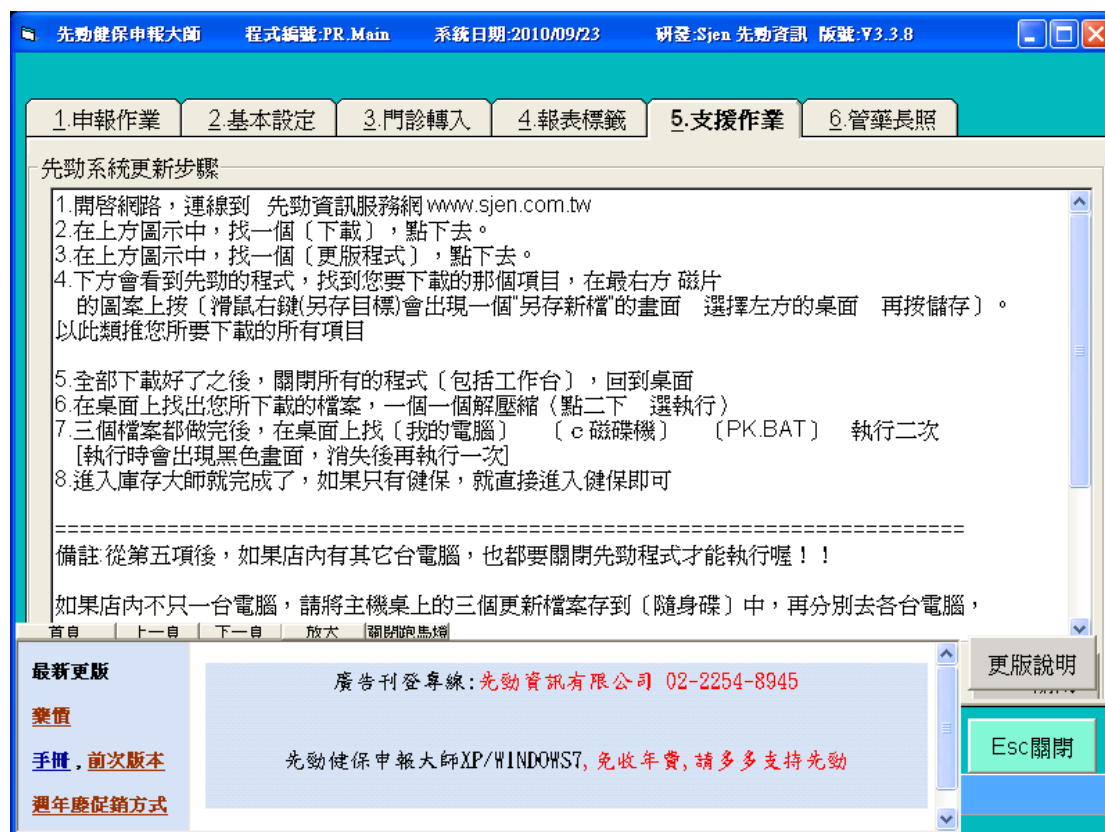 先勁健保申報大師 程式編號:PR.Main 系統日期:2010/09/23 研發:Sjen 先勁資訊 版號:V3.3.8
1.申報作業 2.基本設定 3.門診轉入 4.報表標籤 5.支援作業 6.管藥長照
先勁系統更新步驟
1.開啓網路，連線到 先勁資訊服務網 www.sjen.com.tw
2.在上方圖示中，找一個〔下載〕，點下去。
3.在上方圖示中，找一個〔更版程式〕，點下去。
4.下方會看到先勁的程式，找到您要下載的那個項目，在最右方 磁片
的圖案上按〔滑鼠右鍵(另存目標)會出現一個"另存新檔"的畫面 選擇左方的桌面 再按儲存〕。
以此類推您所要下載的所有項目
5.全部下載好了之後，關閉所有的程式〔包括工作台〕，回到桌面
6.在桌面上找出您所下載的檔案，一個一個解壓縮（點二下 選執行）
7.三個檔案都做完後，在桌面上找〔我的電腦〕 〔ｃ磁碟機〕 〔PK.BAT〕 執行二次
[執行時會出現黑色畫面，消失後再執行一次]
8.進入庫存大師就完成了，如果只有健保，就直接進入健保即可
======================================================================
備註:從第五項後，如果店內有其它台電腦，也都要關閉先勁程式才能執行喔！！
如果店內不只一台電腦，請將主機桌上的三個更新檔案存到〔隨身碟〕中，再分別去各台電腦，
首頁 上一頁 下一頁 放大 關閉跑馬燈
最新更版
藥價
手冊 , 前次版本
週年慶促銷方式
廣告刊登專線:先勁資訊有限公司 02-2254-8945
先勁健保申報大師XP/WINDOWS7,免收年費,請多多支持先勁
更版說明
Esc關閉